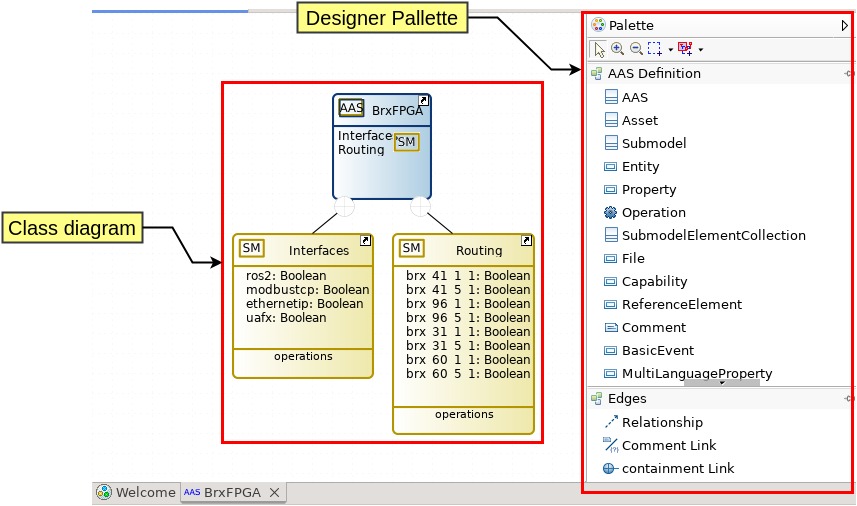 Designer Pallette
Class diagram
AAS BrxFPGA
Interface
Routing
SM
SM Interfaces
ros2: Boolean
modbustcp: Boolean
ethernetip: Boolean
uafx: Boolean
operations
SM Routing
brx 41 1 1: Boolean
brx 41 5 1: Boolean
brx 96 1 1: Boolean
brx 96 5 1: Boolean
brx 31 1 1: Boolean
brx 31 5 1: Boolean
brx 60 1 1: Boolean
brx 60 5 1: Boolean
operations
Palette
AAS Definition
AAS
Asset
Submodel
Entity
Property
Operation
SubmodelElementCollection
File
Capability
ReferenceElement
Comment
BasicEvent
MultiLanguageProperty
Edges
Relationship
Comment Link
containment Link
Welcome AAS BrxFPGA